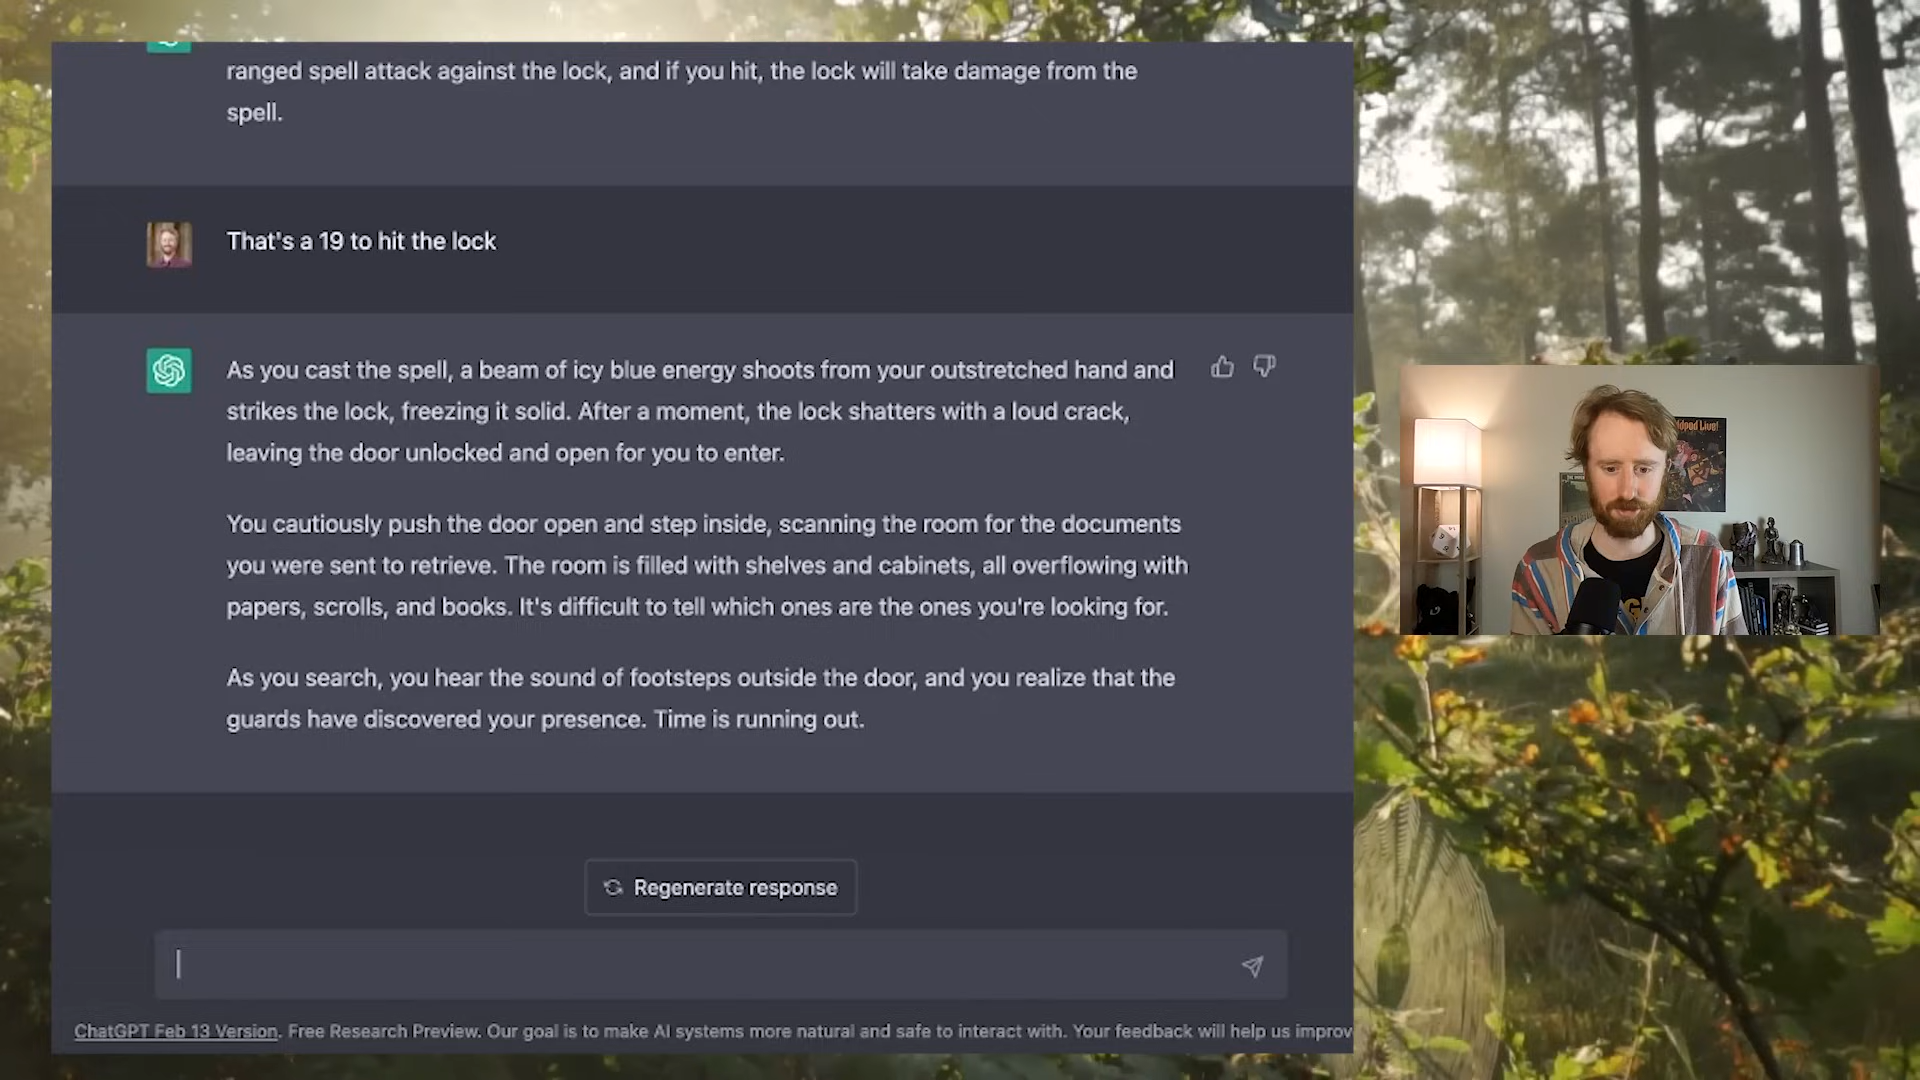 ranged spell attack against the lock, and if you hit, the lock will take damage from the
spell.
That's a 19 to hit the lock
As you cast the spell, a beam of icy blue energy shoots from your outstretched hand and
strikes the lock, freezing it solid. After a moment, the lock shatters with a loud crack,
leaving the door unlocked and open for you to enter.
You cautiously push the door open and step inside, scanning the room for the documents
you were sent to retrieve. The room is filled with shelves and cabinets, all overflowing with
papers, scrolls, and books. It's difficult to tell which ones are the ones you're looking for.
As you search, you hear the sound of footsteps outside the door, and you realize that the
guards have discovered your presence. Time is running out.
Regenerate response
ChatGPT Feb 13 Version. Free Research Preview. Our goal is to make AI systems more natural and safe to interact with. Your feedback will help us improv
Live!